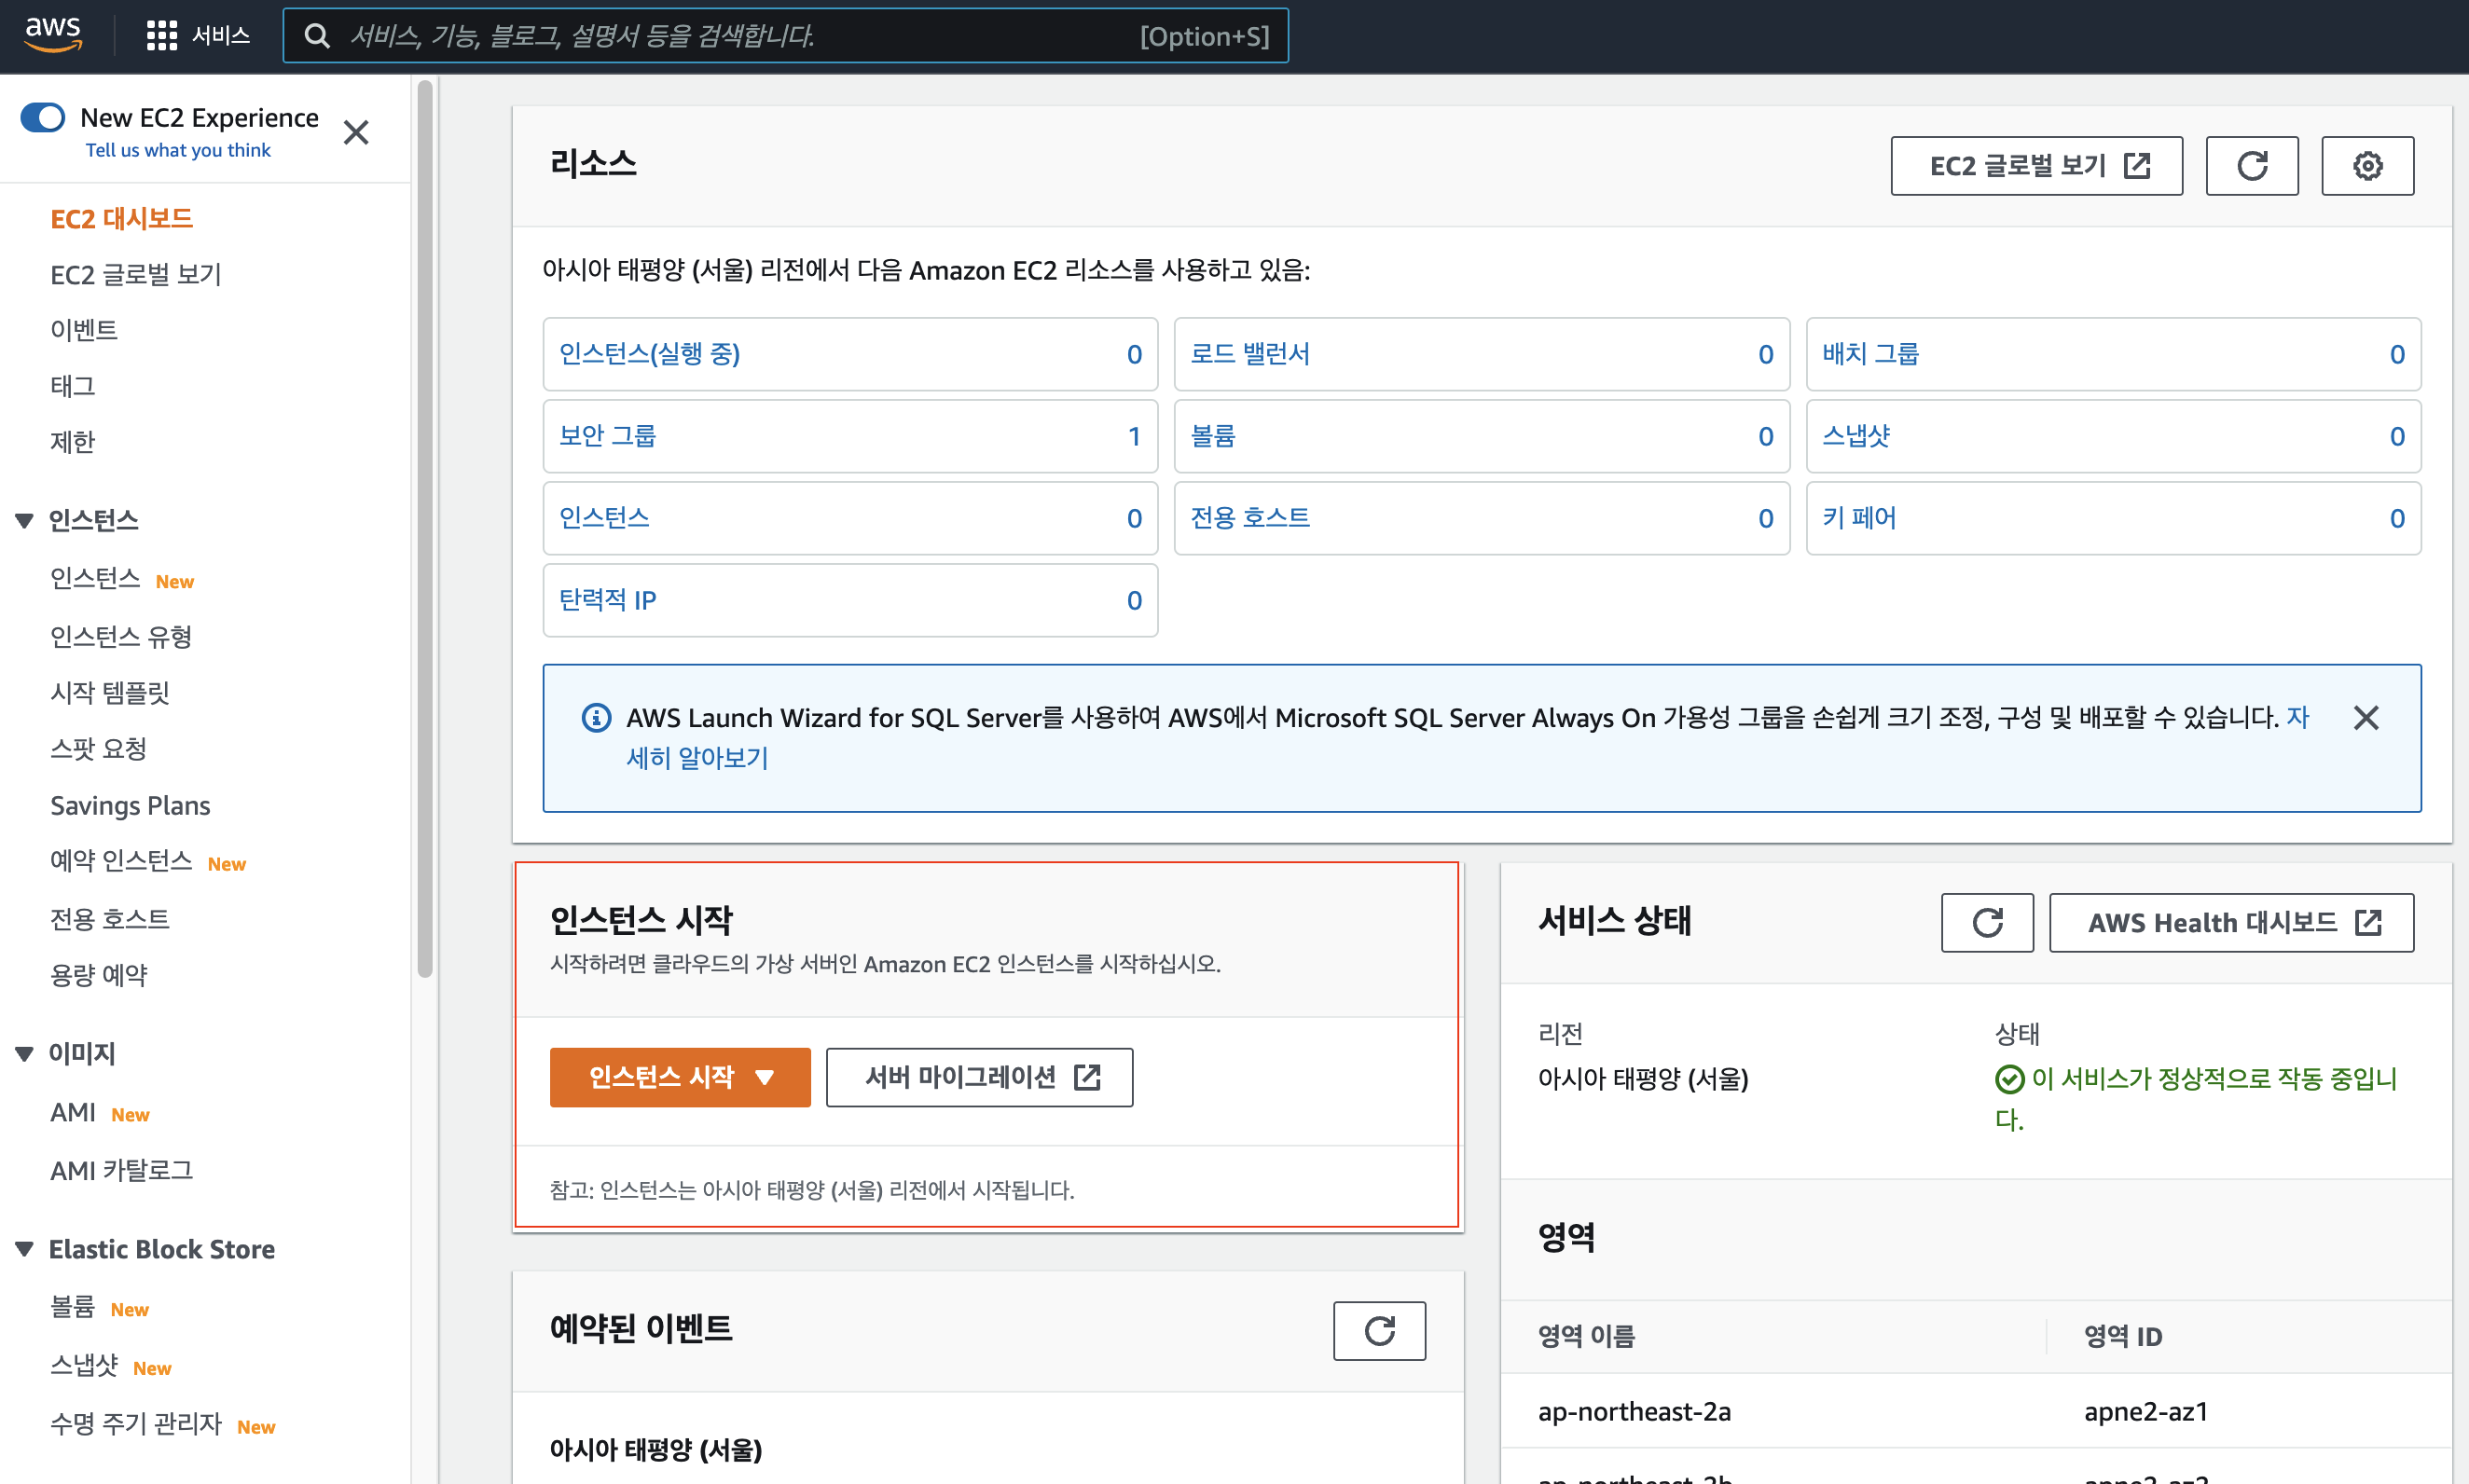 aws
서비스
서비스, 기능, 블로그, 설명서 등을 검색합니다.
[Option+S]
New EC2 Experience
Tell us what you think
EC2 대시보드
EC2 글로벌 보기
이벤트
태그
제한
인스턴스
인스턴스 New
인스턴스 유형
시작 템플릿
스팟 요청
Savings Plans
예약 인스턴스 New
전용 호스트
용량 예약
이미지
AMI New
AMI 카탈로그
Elastic Block Store
볼륨 New
스냅샷 New
수명 주기 관리자 New
리소스
EC2 글로벌 보기
아시아 태평양 (서울) 리전에서 다음 Amazon EC2 리소스를 사용하고 있음:
인스턴스(실행 중) 0
로드 밸런서 0
배치 그룹 0
보안 그룹 1
볼륨 0
스냅샷 0
인스턴스 0
전용 호스트 0
키 페어 0
탄력적 IP 0
AWS Launch Wizard for SQL Server를 사용하여 AWS에서 Microsoft SQL Server Always On 가용성 그룹을 손쉽게 크기 조정, 구성 및 배포할 수 있습니다. 자
세히 알아보기
인스턴스 시작
시작하려면 클라우드의 가상 서버인 Amazon EC2 인스턴스를 시작하십시오.
인스턴스 시작
서버 마이그레이션
참고: 인스턴스는 아시아 태평양 (서울) 리전에서 시작됩니다.
예약된 이벤트
아시아 태평양 (서울)
서비스 상태
AWS Health 대시보드
리전
아시아 태평양 (서울)
상태
이 서비스가 정상적으로 작동 중입니
다.
영역
영역 이름
영역 ID
ap-northeast-2a
apne2-az1